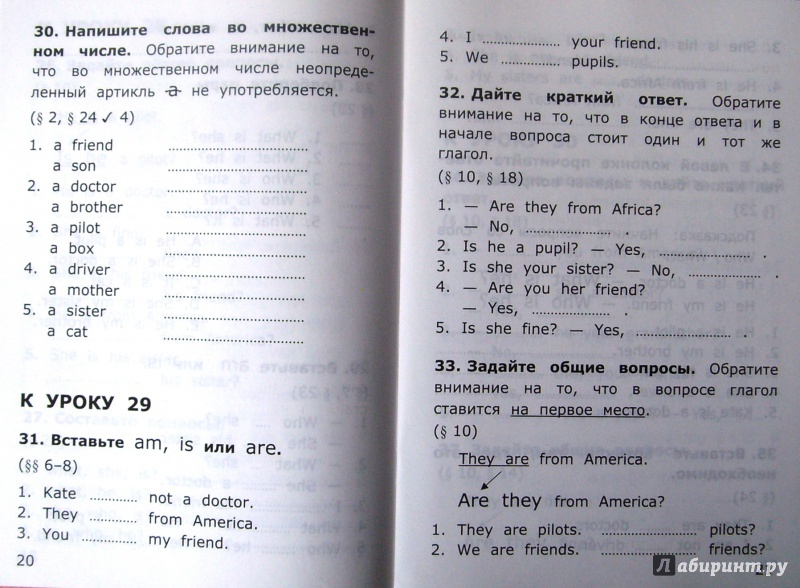 30. Напишите слова во множествен-
ном числе. Обратите внимание на то,
что во множественном числе неопреде-
ленный артикль a не употребляется.
(§ 2, § 24 ✓ 4)
1. a friend
a son
2. a doctor
a brother
3. a pilot
a box
4. a driver
a mother
5. a sister
a cat
К УРОКУ 29
31. Вставьте am, is или are.
(§§ 6–8)
1. Kate ........... not a doctor.
2. They ........... from America.
3. You ........... my friend.
20
4. I ........... your friend.
5. We ........... pupils.
32. Дайте краткий ответ. Обратите
внимание на то, что в конце ответа и в
начале вопроса стоит один и тот же
глагол.
(§ 10, § 18)
1. — Are they from Africa?
— No, ........... .
2. Is he a pupil? — Yes, ........... .
3. Is she your sister? — No, ........... .
4. — Are you her friend?
— Yes, ........... .
5. Is she fine? — Yes, ........... .
33. Задайте общие вопросы. Обратите
внимание на то, что в вопросе глагол
ставится на первое место.
(§ 10)
They are from America.
Are they from America?
1. They are pilots. ........... pilots?
2. We are friends. ........... friends?
Лабиринт.ру